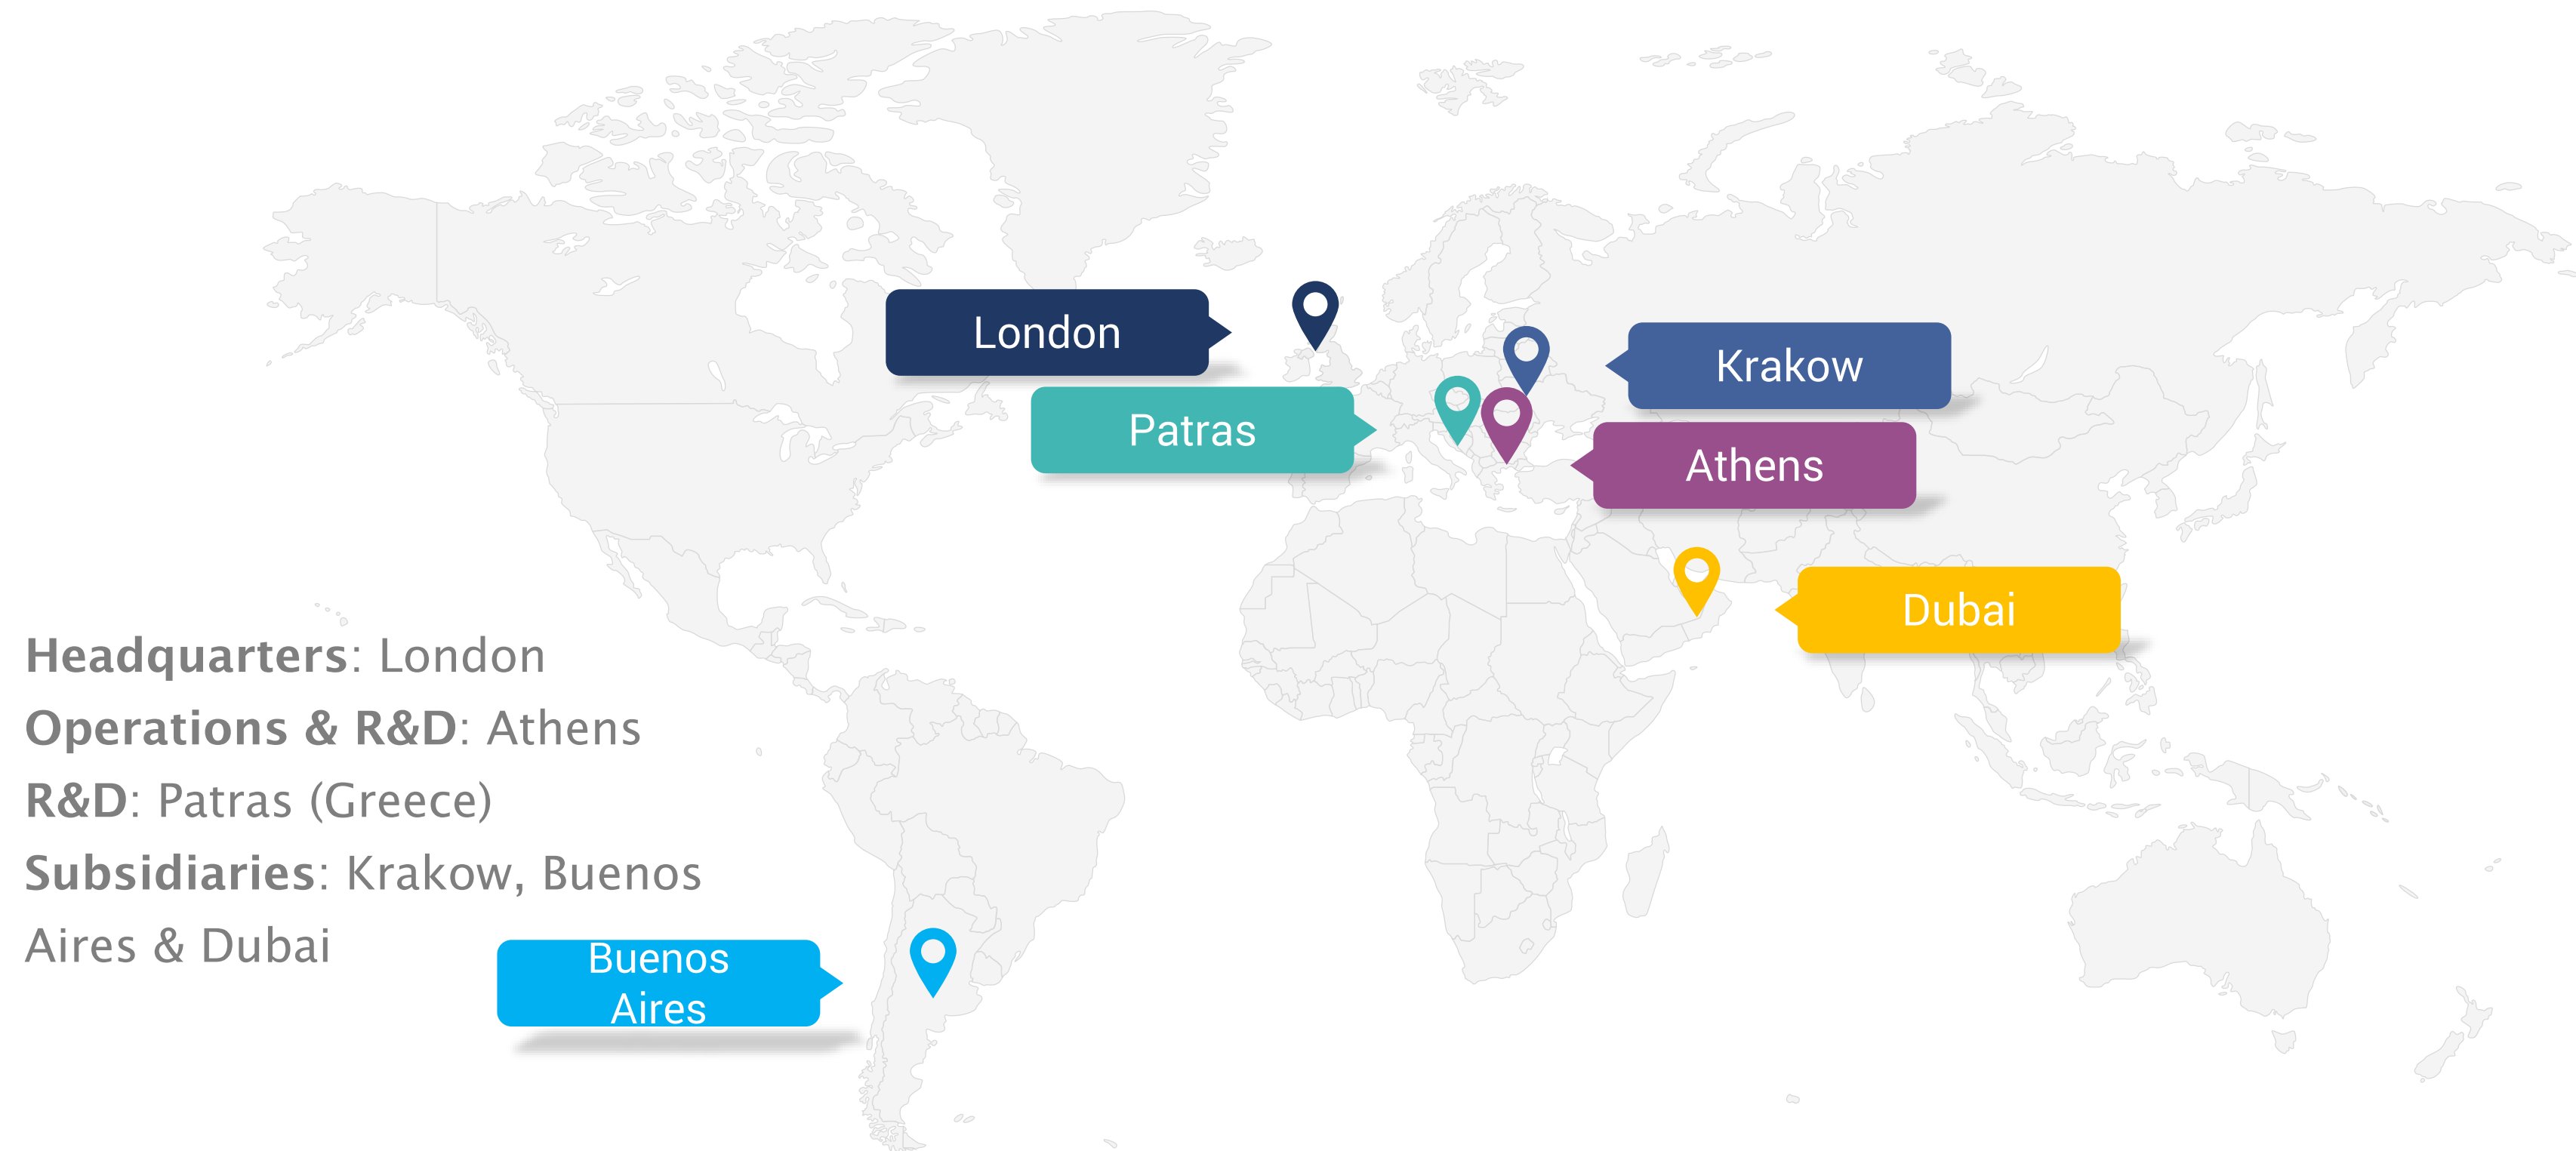 London
Krakow
Patras
Athens
Dubai
Headquarters: London
Operations & R&D: Athens
R&D: Patras (Greece)
Subsidiaries: Krakow, Buenos
Aires & Dubai
Buenos
Aires